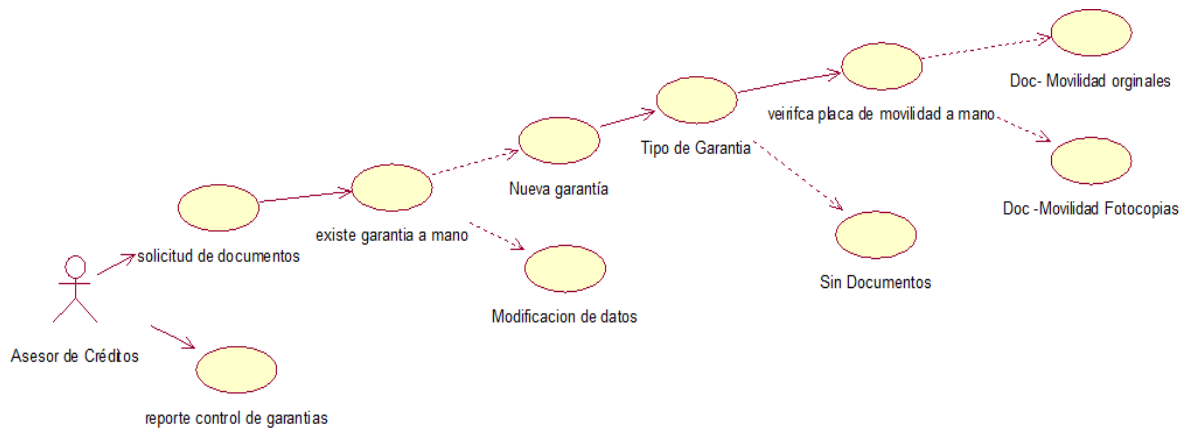 Doc- Movilidad orginales
veirifca placa de movilidad a mano
Tipo de Garantia
Nueva garantía
Doc -Movilidad Fotocopias
existe garantia a mano
solicitud de documentos
Sin Documentos
Modificacion de datos
Asesor de Créditos
reporte control de garantias